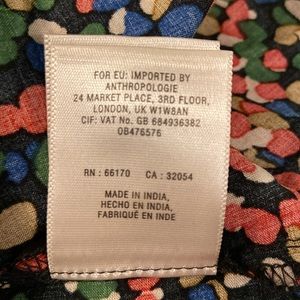 FOR EU: IMPORTED BY
ANTHROPOLOGIE
24 MARKET PLACE, 3RD FLOOR,
LONDON, UK W1W8AN
CIF: VAT No. GB 684936382
0B476576
RN : 66170 CA : 32054
MADE IN INDIA,
HECHO EN INDIA,
FABRIQUÉ EN INDE